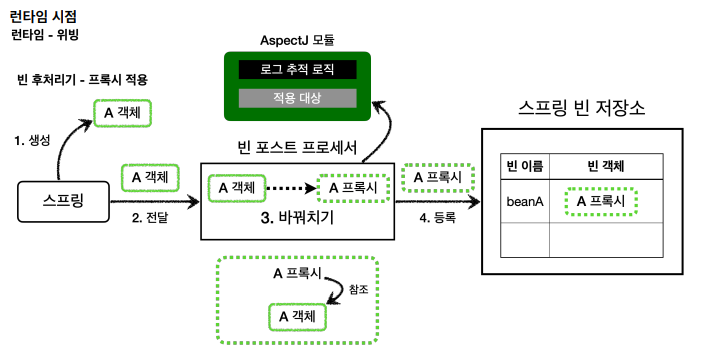 런타임 시점
런타임 - 위빙
AspectJ 모듈
로그 추적 로직
적용 대상
빈 후처리기 - 프록시 적용
A 객체
1. 생성
스프링
A 객체
2. 전달
빈 포스트 프로세서
A 객체
A 프록시
3. 바꿔치기
A 프록시
4. 등록
스프링 빈 저장소
빈 이름
빈 객체
beanA
A 프록시
A 프록시
참조
A 객체